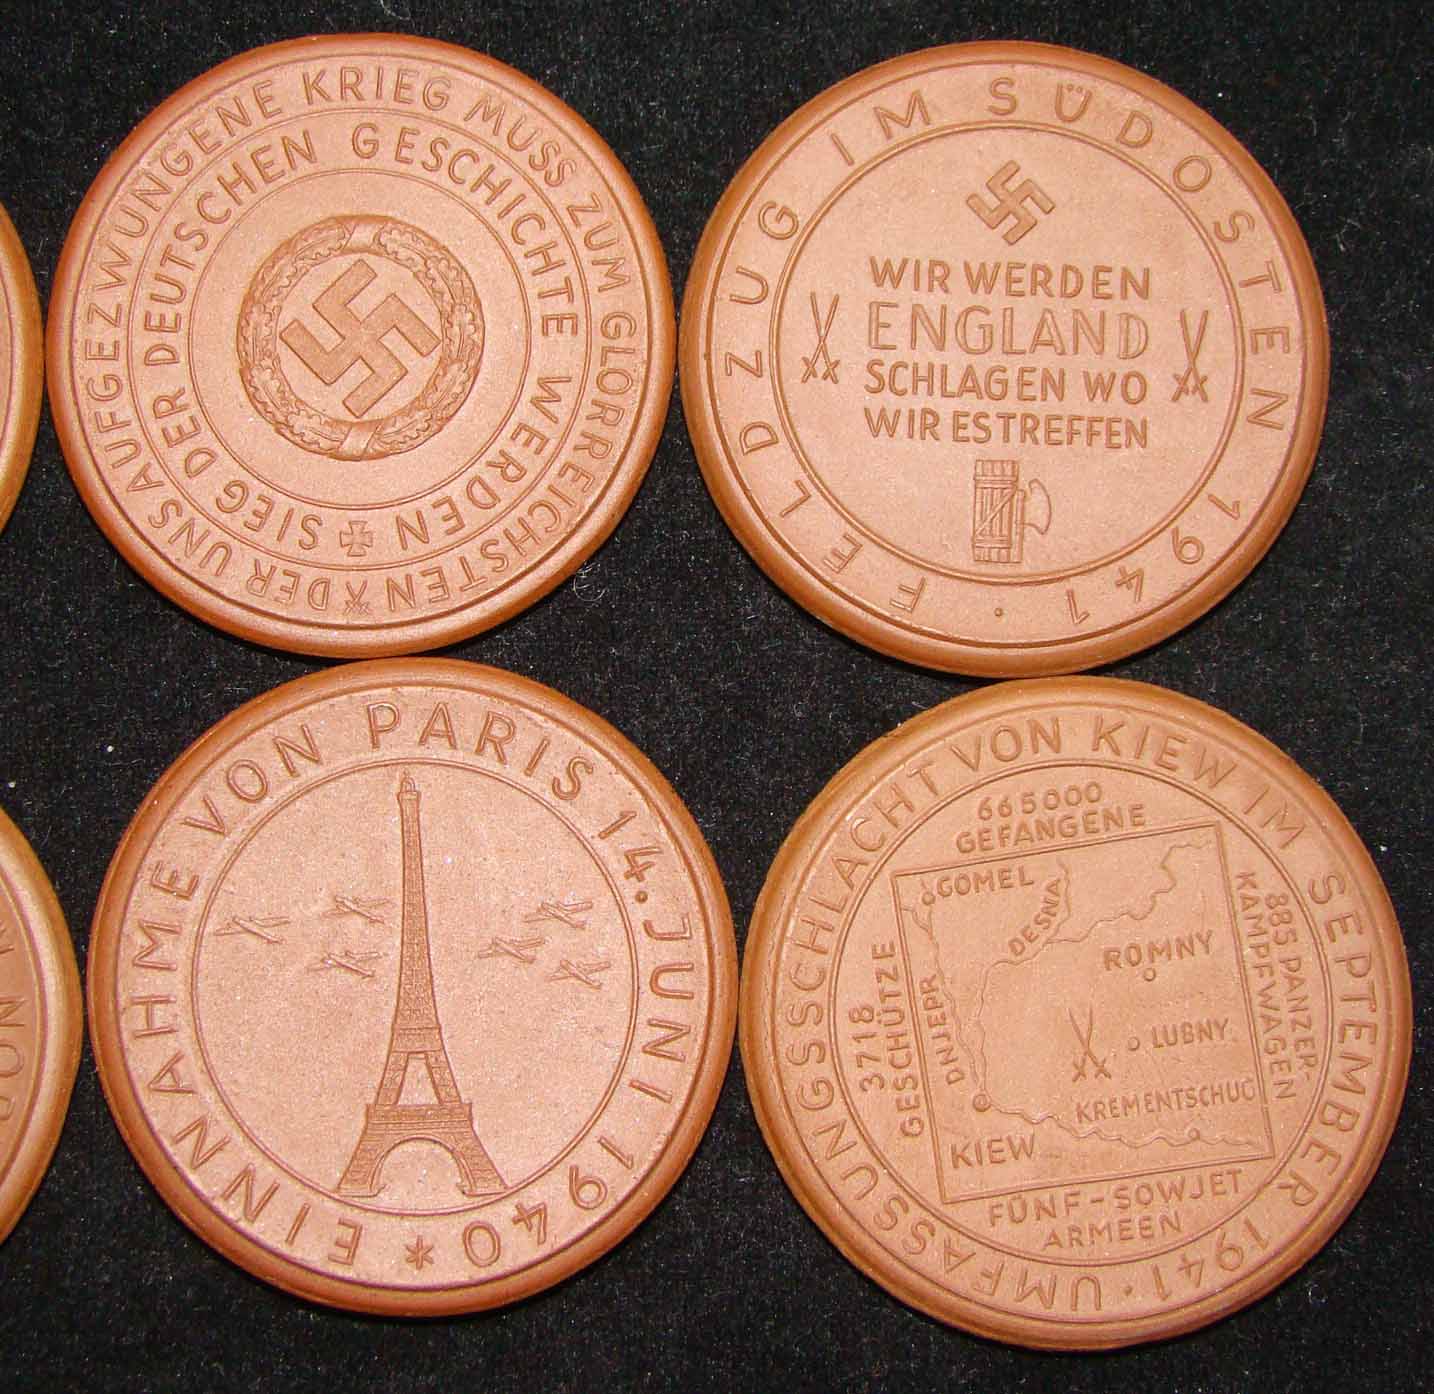 DER UNS AUFGEZWUNGENE KRIEG MUSS ZUM GLORREICHSTEN
SIEG DER DEUTSCHEN GESCHICHTE WERDEN
FELDZUG IM SÜDOSTEN 1941 ·
WIR WERDEN
ENGLAND
SCHLAGEN WO
WIR ES TREFFEN
EINNAHME VON PARIS 14. JUNI 1940 *
UMFASSUNGSSCHLACHT VON KIEW IM SEPTEMBER 1941 ·
665000
GEFANGENE
3718
GESCHÜTZE
885 PANZER-
KAMPFWAGEN
GOMEL
DESNA
ROMNY
DNJEPR
LUBNY
KREMENTSCHUG
KIEW
FÜNF-SOWJET
ARMEEN